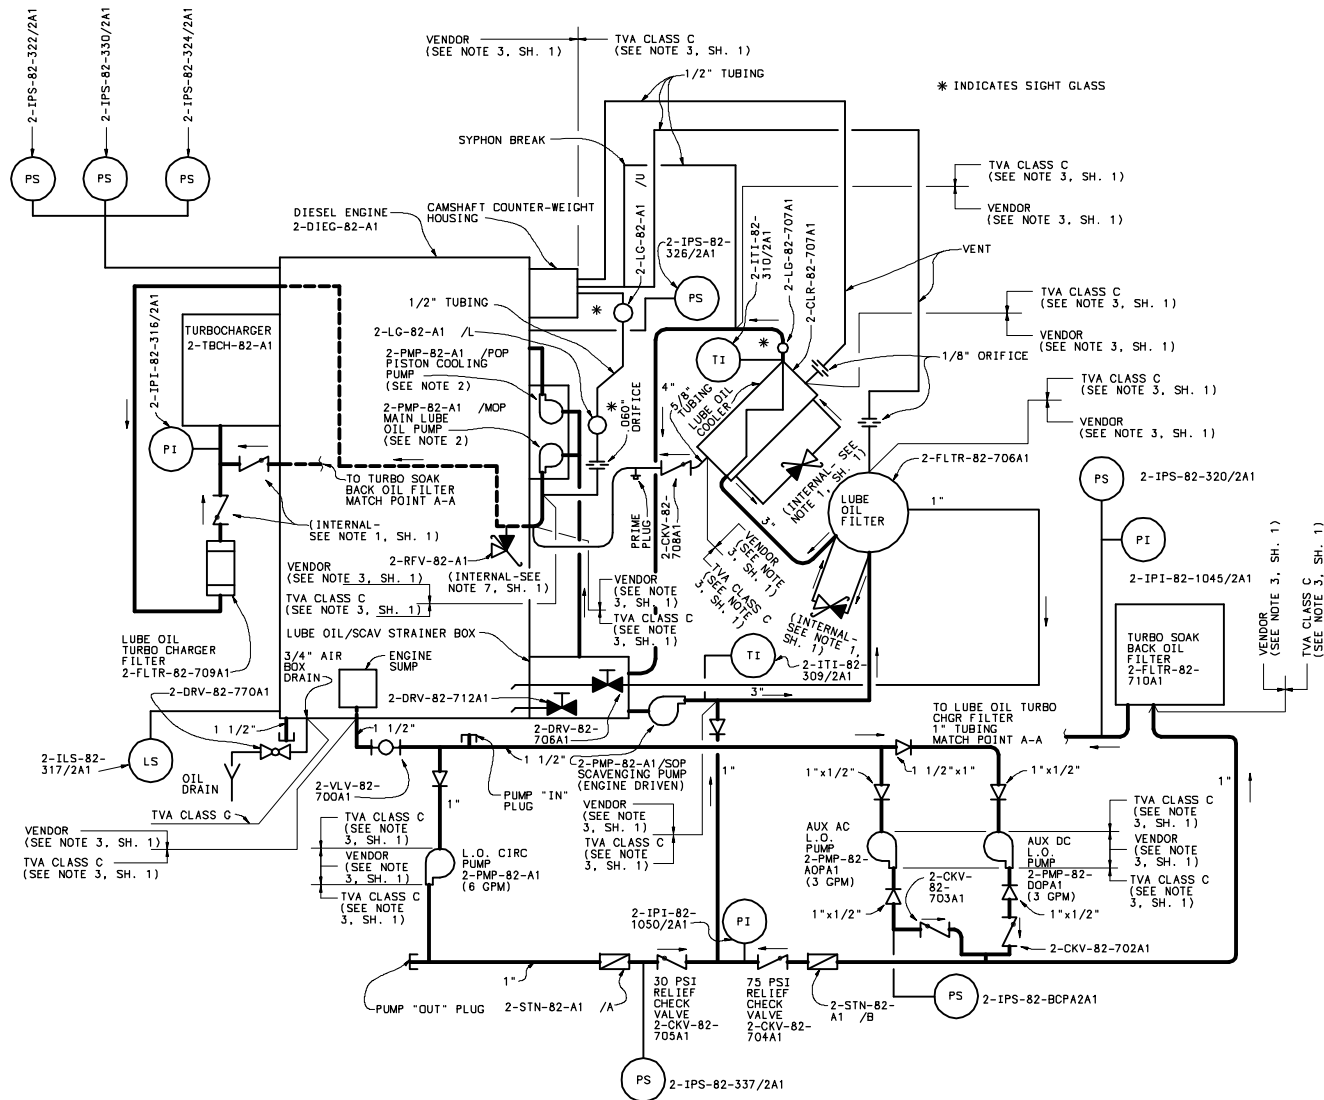 2-IPS-82-322/2A1
2-IPS-82-330/2A1
2-IPS-82-324/2A1
PS
PS
PS
VENDOR
(SEE NOTE 3, SH. 1)
TVA CLASS C
(SEE NOTE 3, SH. 1)
1/2" TUBING
* INDICATES SIGHT GLASS
SYPHON BREAK
TVA CLASS C
(SEE NOTE 3, SH. 1)
VENDOR
(SEE NOTE 3, SH. 1)
DIESEL ENGINE
2-DIEG-82-A1
CAMSHAFT COUNTER-WEIGHT
HOUSING
2-LG-82-A1 /U
2-IPS-82-
326/2A1
PS
2-ITI-82-
310/2A1
2-LG-82-707A1
2-CLR-82-707A1
VENT
TVA CLASS C
(SEE NOTE 3, SH. 1)
VENDOR
(SEE NOTE 3, SH. 1)
1/2" TUBING
*
2-LG-82-A1 /L
2-IPI-82-316/2A1
TURBOCHARGER
2-TBCH-82-A1
2-PMP-82-A1 /POP
PISTON COOLING
PUMP
(SEE NOTE 2)
2-PMP-82-A1 /MOP
MAIN LUBE
OIL PUMP
(SEE NOTE 2)
*
.060"
ORIFICE
*
TI
4"
5/8"
TUBING
LUBE OIL
COOLER
1/8" ORIFICE
TVA CLASS C
(SEE NOTE 3, SH. 1)
VENDOR
(SEE NOTE 3, SH. 1)
PI
TO TURBO SOAK
BACK OIL FILTER
MATCH POINT A-A
(INTERNAL-
SEE NOTE 1, SH. 1)
2-RFV-82-A1
(INTERNAL-SEE
NOTE 7, SH. 1)
PRIME
PLUG
2-CKV-82-
708A1
3"
(INTERNAL- SEE
NOTE 1, SH. 1)
2-FLTR-82-706A1
LUBE
OIL
FILTER
1"
PS
2-IPS-82-320/2A1
PI
2-IPI-82-1045/2A1
VENDOR
(SEE NOTE 3, SH. 1)
TVA CLASS C
(SEE NOTE 3, SH. 1)
VENDOR
(SEE NOTE 3, SH. 1)
TVA CLASS C
(SEE NOTE 3, SH. 1)
VENDOR
(SEE NOTE
3, SH. 1)
TVA CLASS C
(SEE NOTE
3, SH. 1)
VENDOR
(SEE NOTE
3, SH. 1)
TVA CLASS C
(SEE NOTE
3, SH. 1)
(INTERNAL-
SEE NOTE 1,
SH. 1)
TI
2-ITI-82-
309/2A1
TURBO SOAK
BACK OIL
FILTER
2-FLTR-82-
710A1
LUBE OIL
TURBO CHARGER
FILTER
2-FLTR-82-709A1
3/4" AIR
BOX
DRAIN
ENGINE
SUMP
LUBE OIL/SCAV STRAINER BOX
2-DRV-82-770A1
2-DRV-82-712A1
2-DRV-82-
706A1
3"
TO LUBE OIL TURBO
CHGR FILTER
1" TUBING
MATCH POINT A-A
1 1/2"
1 1/2"
LS
2-ILS-82-
317/2A1
OIL
DRAIN
2-VLV-82-
700A1
PUMP "IN"
PLUG
1 1/2"
2-PMP-82-A1/SOP
SCAVENGING PUMP
(ENGINE DRIVEN)
1"
1 1/2"x1"
1"x1/2"
1"x1/2"
1"
TVA CLASS G
VENDOR
(SEE NOTE 3, SH. 1)
TVA CLASS C
(SEE NOTE 3, SH. 1)
TVA CLASS C
(SEE NOTE
3, SH. 1)
VENDOR
(SEE NOTE
3, SH. 1)
TVA CLASS C
(SEE NOTE
3, SH. 1)
1"
L.O. CIRC
PUMP
2-PMP-82-A1
(6 GPM)
VENDOR
(SEE NOTE
3, SH. 1)
TVA CLASS C
(SEE NOTE
3, SH. 1)
AUX AC
L.O.
PUMP
2-PMP-82-
AOPA1
(3 GPM)
AUX DC
L.O.
PUMP
2-PMP-82-
DOPA1
(3 GPM)
TVA CLASS C
(SEE NOTE
3, SH. 1)
VENDOR
(SEE NOTE
3, SH. 1)
TVA CLASS C
(SEE NOTE
3, SH. 1)
2-CKV-
82-
703A1
1"x1/2"
1"x1/2"
2-CKV-82-702A1
2-IPI-82-
1050/2A1
PI
1"
PUMP "OUT" PLUG
2-STN-82-A1 /A
30 PSI
RELIEF
CHECK
VALVE
2-CKV-82-
705A1
75 PSI
RELIEF
CHECK
VALVE
2-CKV-82-
704A1
2-STN-82-
A1 /B
PS
2-IPS-82-BCPA2A1
PS
2-IPS-82-337/2A1